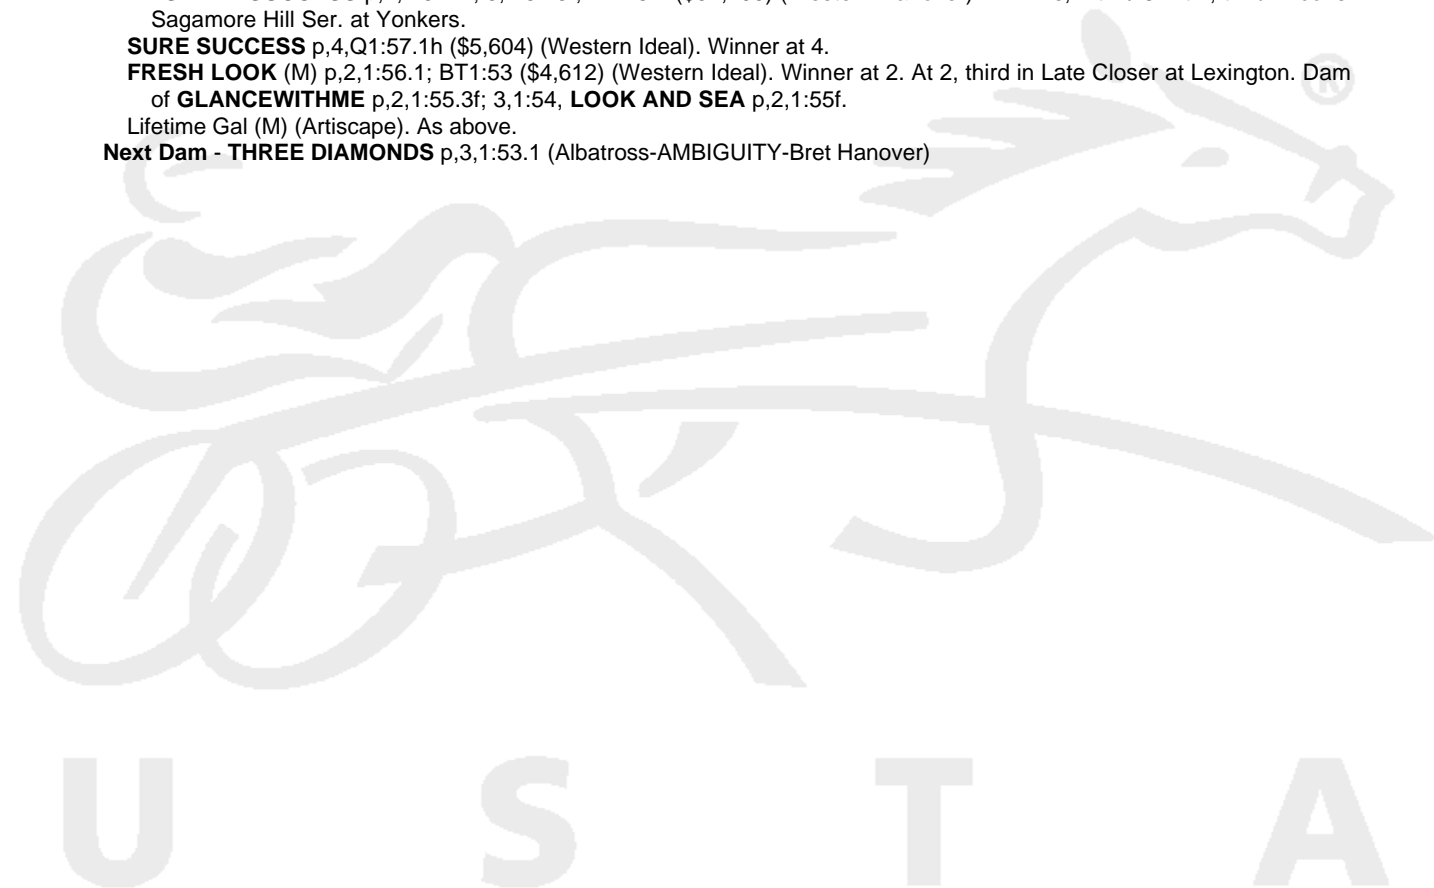 Sagamore Hill Ser. at Yonkers.
SURE SUCCESS p,4,Q1:57.1h ($5,604) (Western Ideal). Winner at 4.
FRESH LOOK (M) p,2,1:56.1; BT1:53 ($4,612) (Western Ideal). Winner at 2. At 2, third in Late Closer at Lexington. Dam
of GLANCEWITHME p,2,1:55.3f; 3,1:54, LOOK AND SEA p,2,1:55f.
Lifetime Gal (M) (Artiscape). As above.
Next Dam - THREE DIAMONDS p,3,1:53.1 (Albatross-AMBIGUITY-Bret Hanover)
®
U S T A